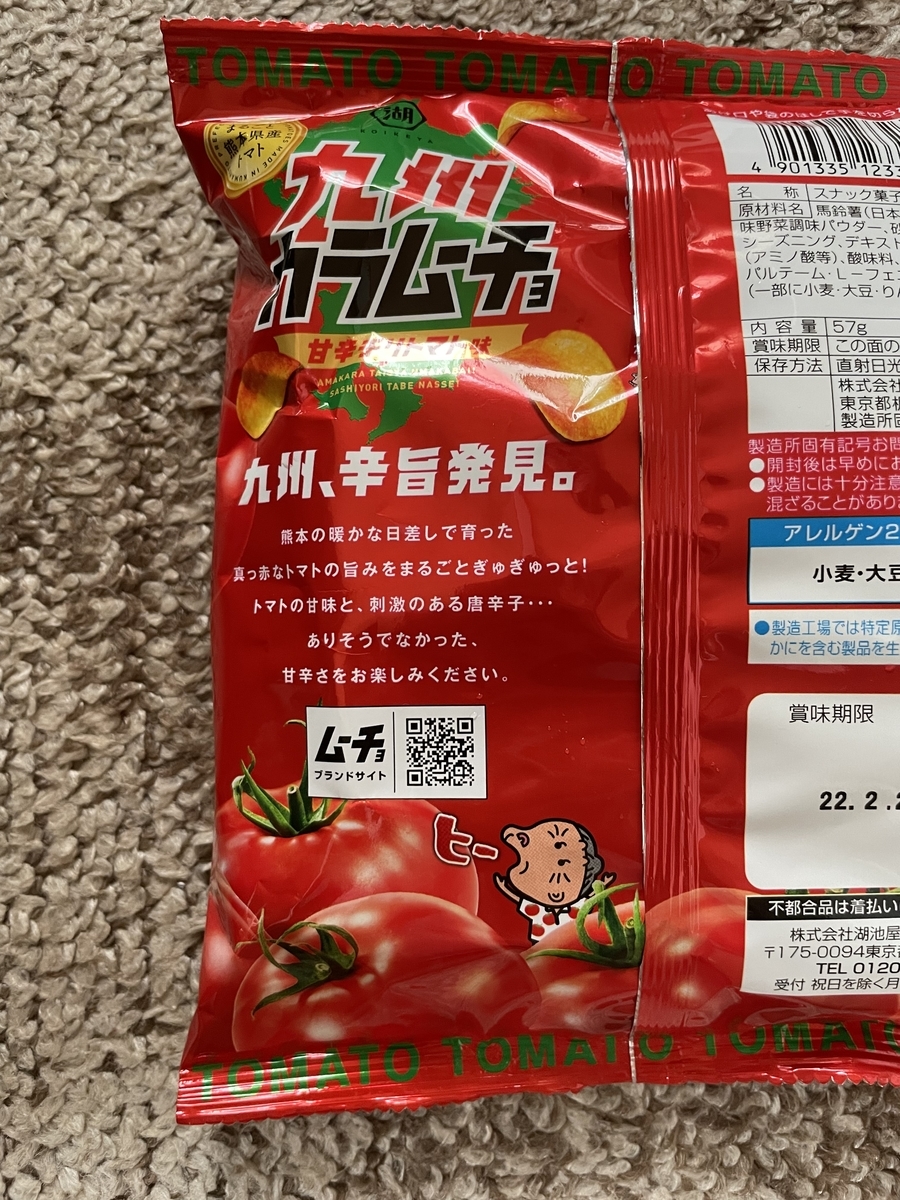 TOMATO TOMATO TOMATO
湖
KOIKEYA
熊本県産
トマト
九州
カラムーチョ
SASHIYORI TABE NASSE!
九州、辛旨発見。
熊本の暖かな日差しで育った
真っ赤なトマトの旨みをまるごとぎゅぎゅっと!
トマトの甘味と、刺激のある唐辛子・・・
ありそうでなかった、
甘辛さをお楽しみください。
ムーチョ
ブランドサイト
ヒー
TOMATO TOMATO TOMATO
4 901335 1233
名 称 スナック菓子
原材料名 馬鈴薯(日本
味野菜調味パウダー、砂
シーズニング、デキスト
(アミノ酸等)、酸味料、
パルテーム・L－フェ
(一部に小麦・大豆・り
内容量 57g
賞味期限 この面の
保存方法 直射日光
株式会社
東京都板
製造所固
製造所固有記号お問
●開封後は早めにお
●製造には十分注意
混ざることがあり
アレルゲン2
小麦・大豆
●製造工場では特定原
かにを含む製品を生
賞味期限
22. 2 .2
不都合品は着払い
株式会社湖池屋
〒175-0094東京都
TEL 0120
受付 祝日を除く月